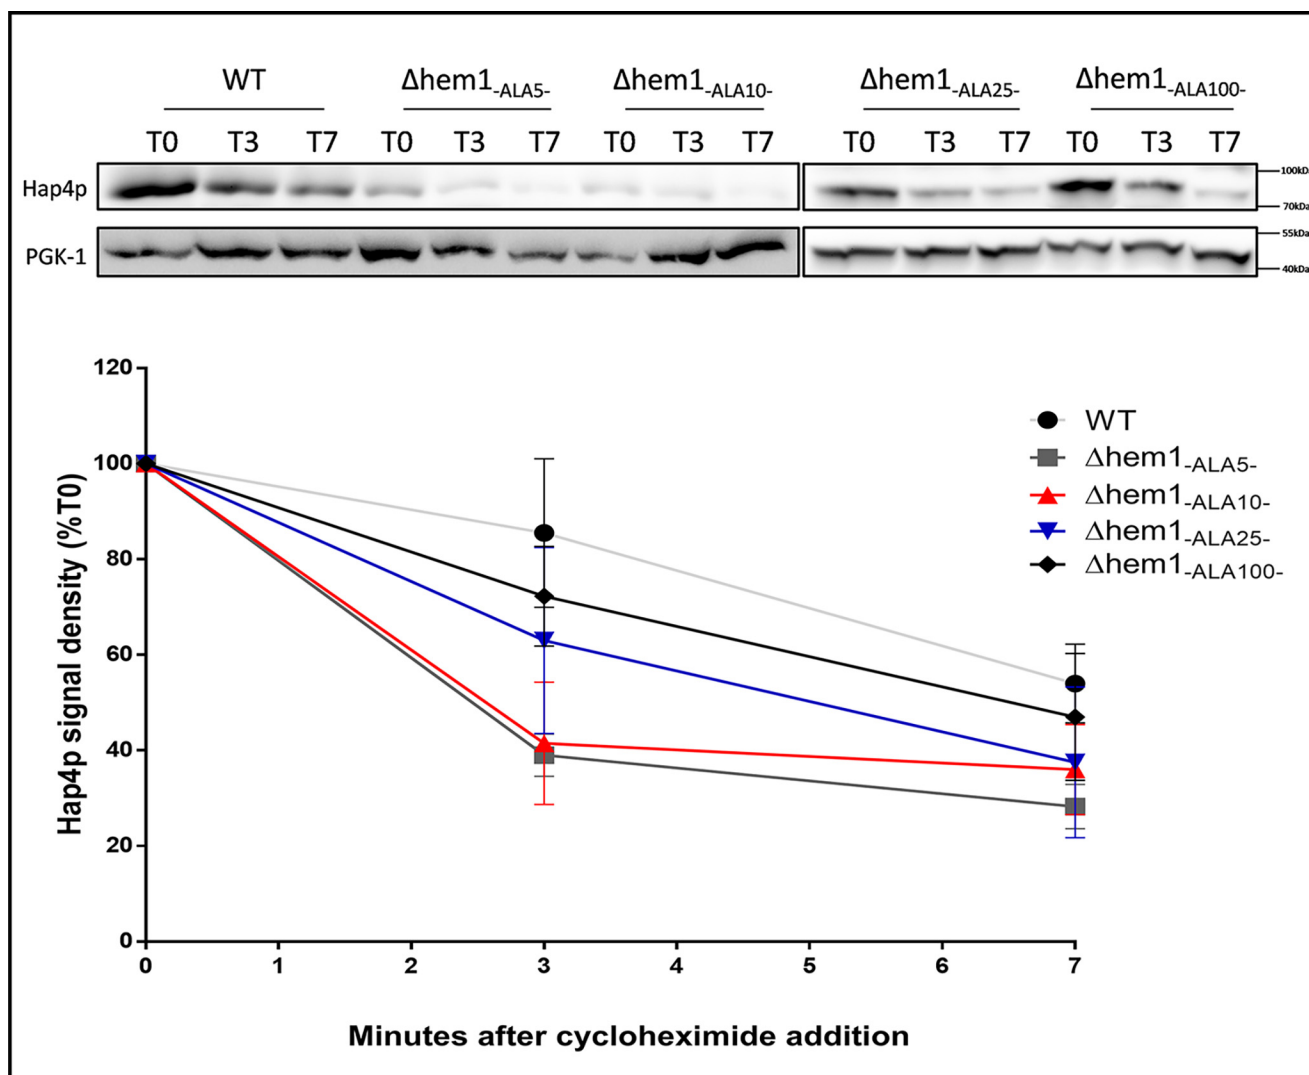 WT Δhem1-ALA5- Δhem1-ALA10- Δhem1-ALA25- Δhem1-ALA100-
T0 T3 T7 T0 T3 T7 T0 T3 T7 T0 T3 T7 T0 T3 T7
Hap4p
100kDa
70kDa
PGK-1
55kDa
40kDa
120
100
80
60
40
20
0
Hap4p signal density (%T0)
WT
Δhem1-ALA5-
Δhem1-ALA10-
Δhem1-ALA25-
Δhem1-ALA100-
0 1 2 3 4 5 6 7
Minutes after cycloheximide addition